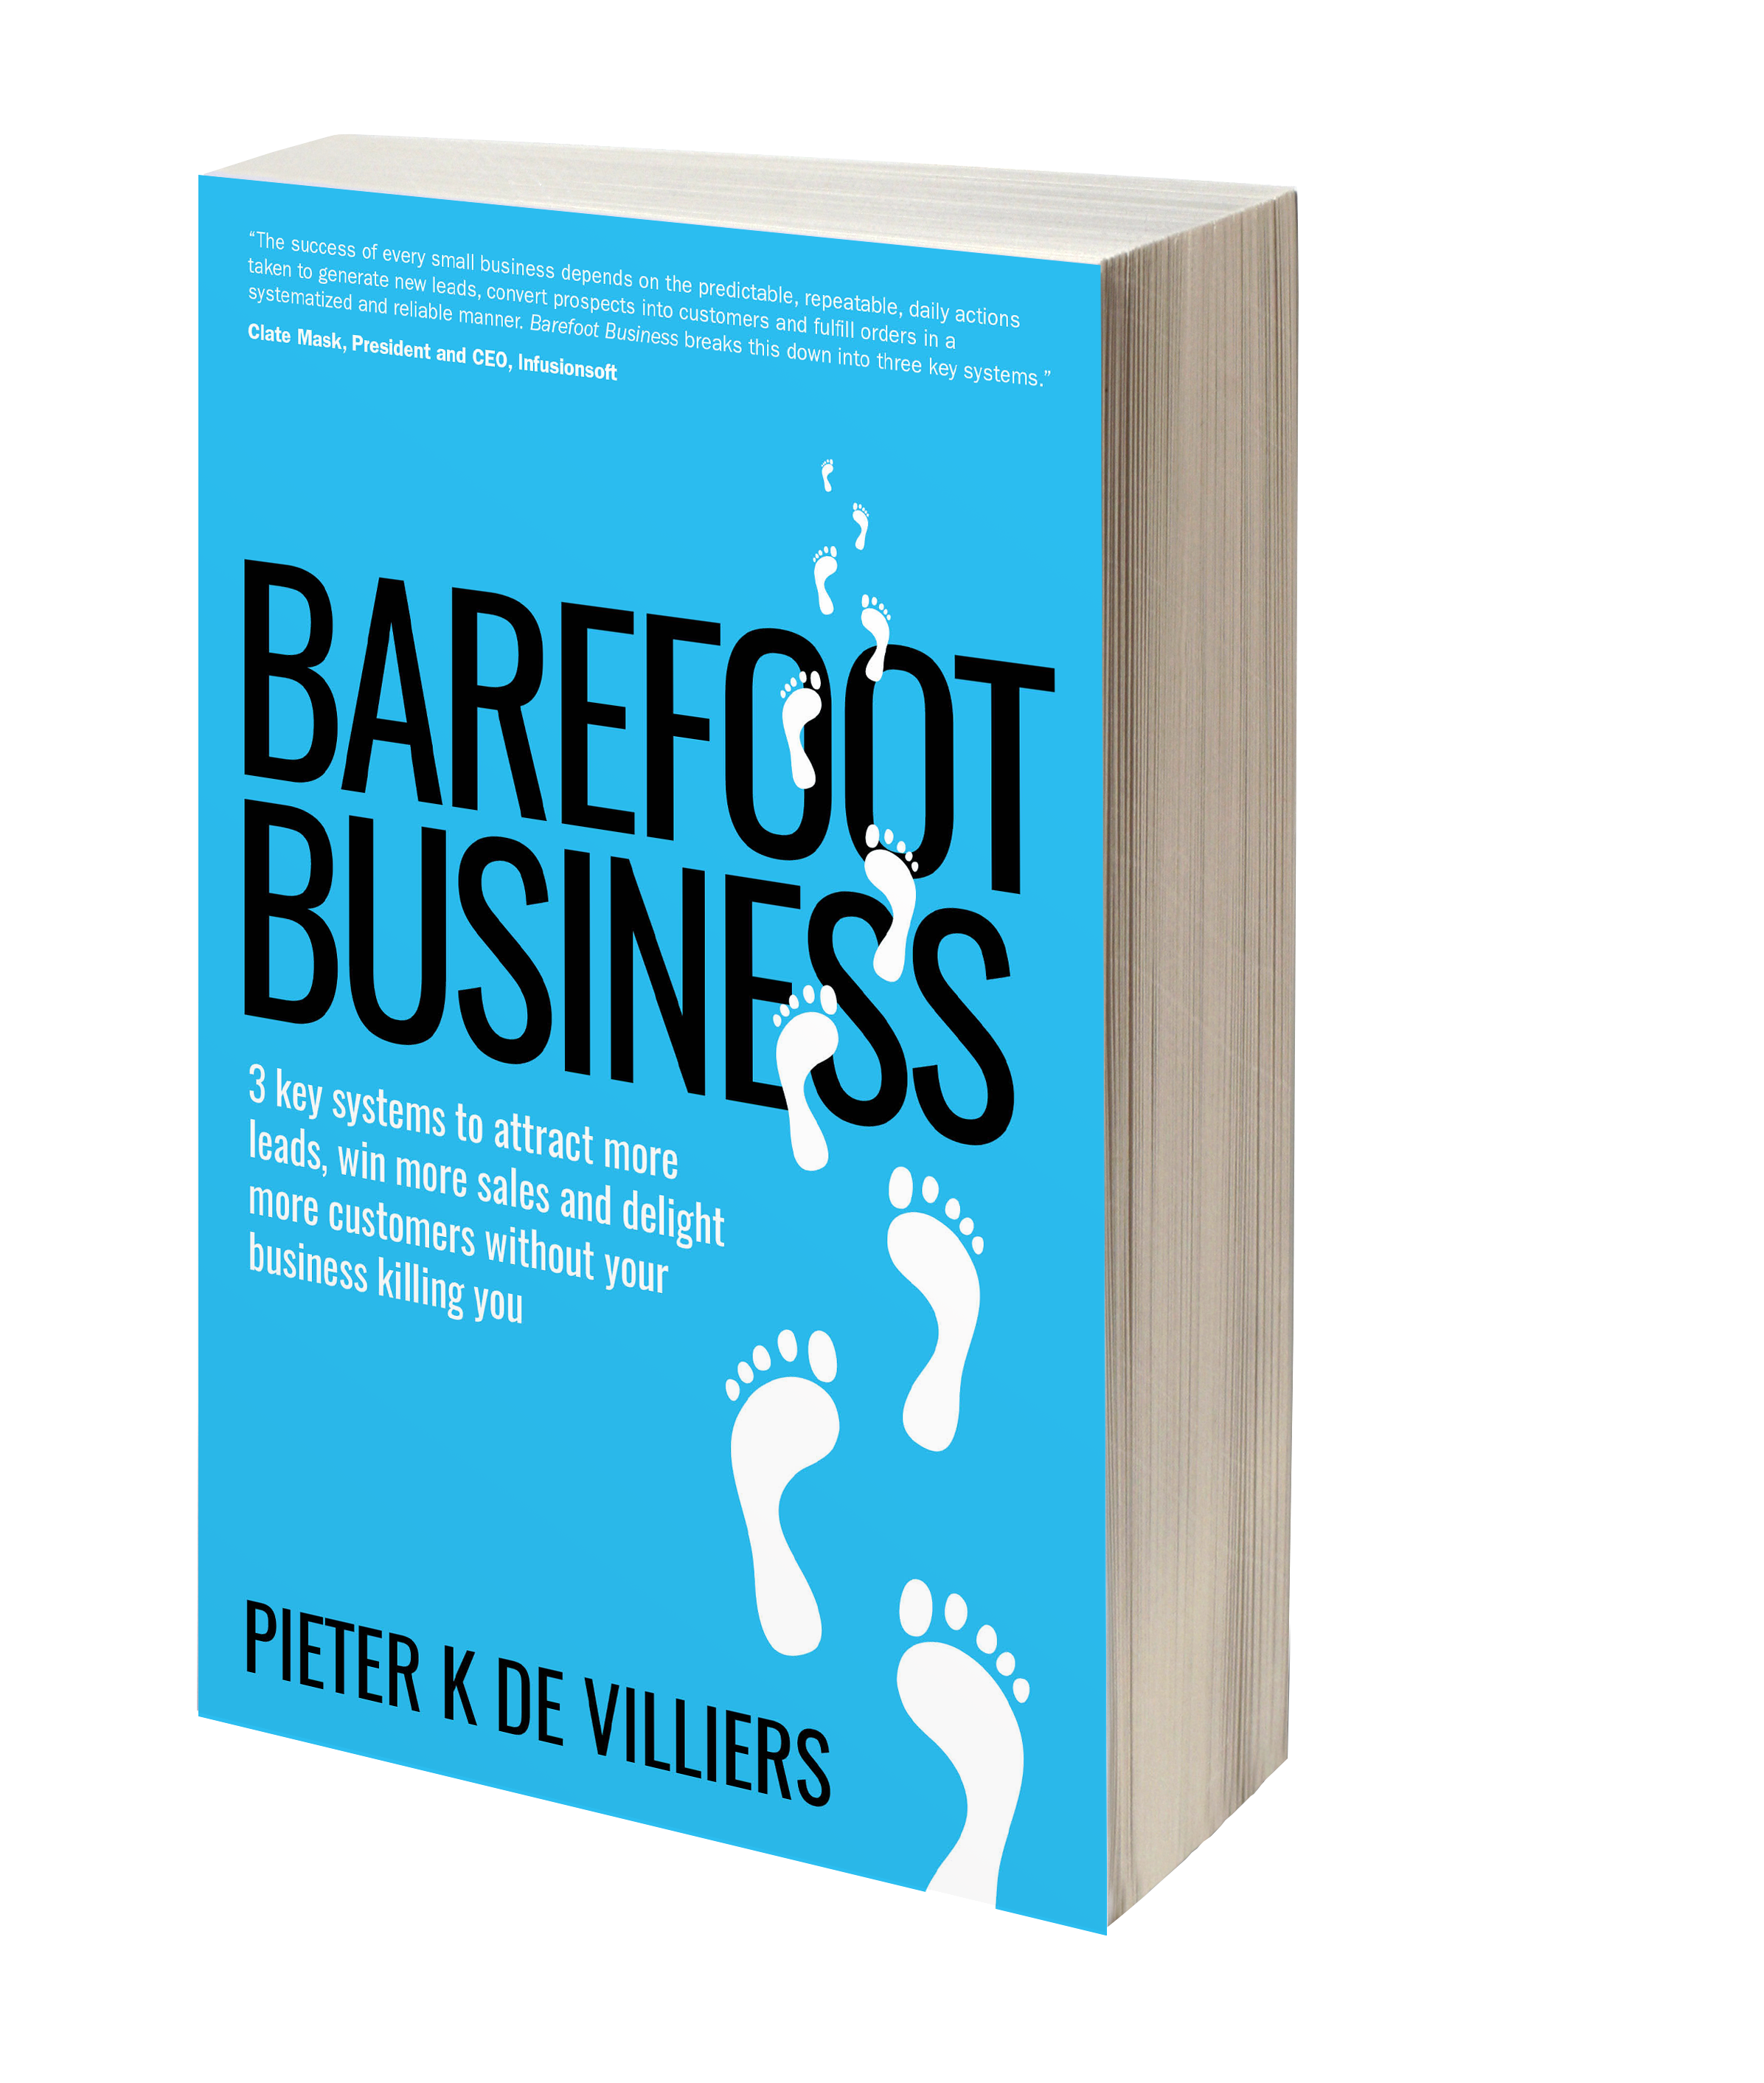 “The success of every small business depends on the predictable, repeatable, daily actions
taken to generate new leads, convert prospects into customers and fulfill orders in a
systematized and reliable manner. Barefoot Business breaks this down into three key systems.”
Clate Mask, President and CEO, Infusionsoft
BAREFOOT
BUSINESS
3 key systems to attract more
leads, win more sales and delight
more customers without your
business killing you
PIETER K DE VILLIERS